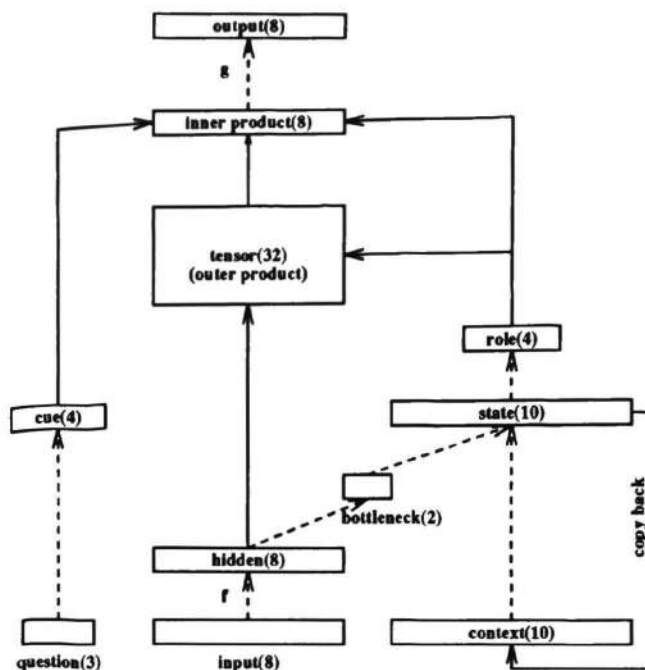 output(8)
g
inner product(8)
tensor(32)
(outer product)
role(4)
cue(4)
state(10)
bottleneck(2)
copy back
hidden(8)
f
context(10)
question(3)
input(8)